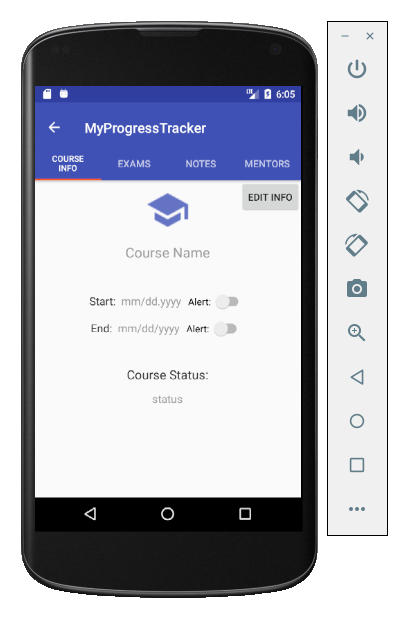 6:05
MyProgressTracker
COURSE INFO
EXAMS
NOTES
MENTORS
EDIT INFO
Course Name
Start: mm/dd.yyyy Alert:
End: mm/dd/yyyy Alert:
Course Status:
status